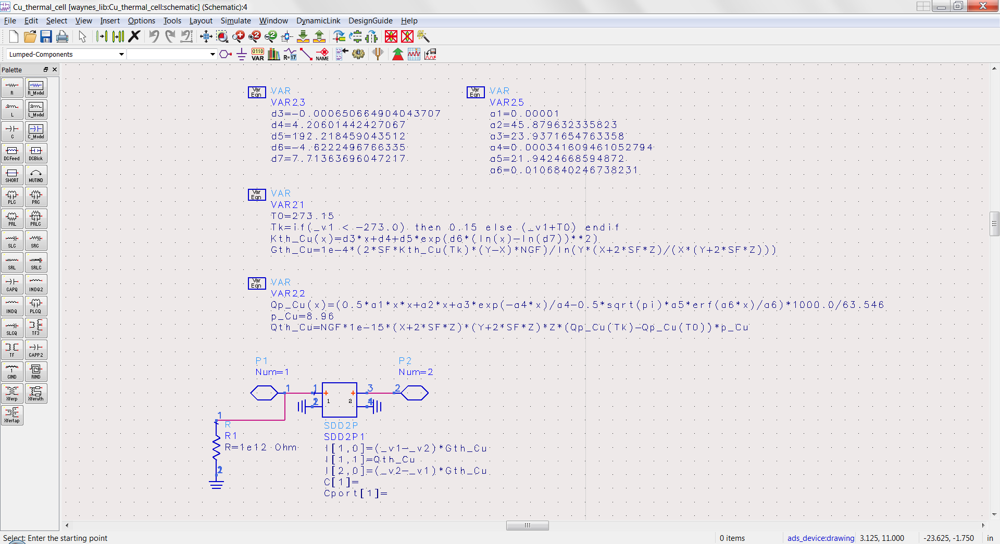 Cu_thermal_cell [waynes_lib:Cu_thermal_cell:schematic] (Schematic):4
File Edit Select View Insert Options Tools Layout Simulate Window DynamicLink DesignGuide Help
Lumped-Components
0110 VAR
R=17
NAME
Palette
R R_Model
L L_Model
C C_Model
DCFeed DCBlck
SHORT MUTIND
PLC PRC
PRL PRLC
SLC SRC
SRL SRLC
CAPQ INDQ2
INDQ PLCQ
SLCQ TF3
TF CAPP2
CIND RIND
Xferp Xferuth
Xfertap
Var Eqn VAR
VAR23
d3=-0.000650664904043707
d4=4.20601442427067
d5=192.218459043512
d6=-4.6222496766335
d7=7.71363696047217
Var Eqn VAR
VAR25
a1=0.00001
a2=45.879632335823
a3=23.9371654763358
a4=0.000341609461052794
a5=21.9424668594872
a6=0.0106840246738231
Var Eqn VAR
VAR21
T0=273.15
Tk=if(_v1 < -273.0) then 0.15 else (_v1+T0) endif
Kth_Cu(x)=d3*x+d4+d5*exp(d6*(ln(x)-ln(d7))**2)
Gth_Cu=1e-4*(2*SF*Kth_Cu(Tk)*(Y-X)*NGF)/ln(Y*(X+2*SF*Z)/(X*(Y+2*SF*Z)))
Var Eqn VAR
VAR22
Qp_Cu(x)=(0.5*a1*x*x+a2*x+a3*exp(-a4*x)/a4-0.5*sqrt(pi)*a5*erf(a6*x)/a6)*1000.0/63.546
p_Cu=8.96
Qth_Cu=NGF*1e-15*(X+2*SF*Z)*(Y+2*SF*Z)*Z*(Qp_Cu(Tk)-Qp_Cu(T0))*p_Cu
P1
Num=1
P2
Num=2
1 1 + + 3 2
2 1 2 4
1
R
R1
R=1e12 Ohm
2
SDD2P
SDD2P1
I[1,0]=(_v1-_v2)*Gth_Cu
I[1,1]=Qth_Cu
I[2,0]=(_v2-_v1)*Gth_Cu
C[1]=
Cport[1]=
Select: Enter the starting point
0 items
ads_device:drawing
3.125, 11.000
-23.625, -1.750
in